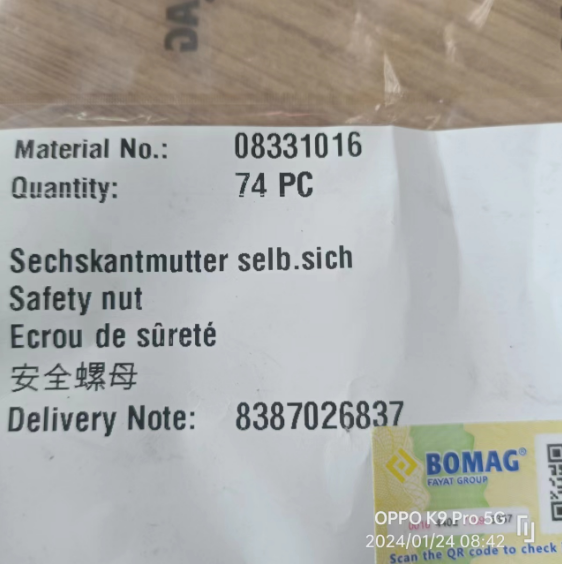 Material No.: 08331016
Quantity: 74 PC
Sechskantmutter selb.sich
Safety nut
Ecrou de sûreté
安全螺母
Delivery Note: 8387026837
BOMAG®
FAYAT GROUP
OPPO K9 Pro 5G
2024/01/24 08:42
Scan the QR code to check